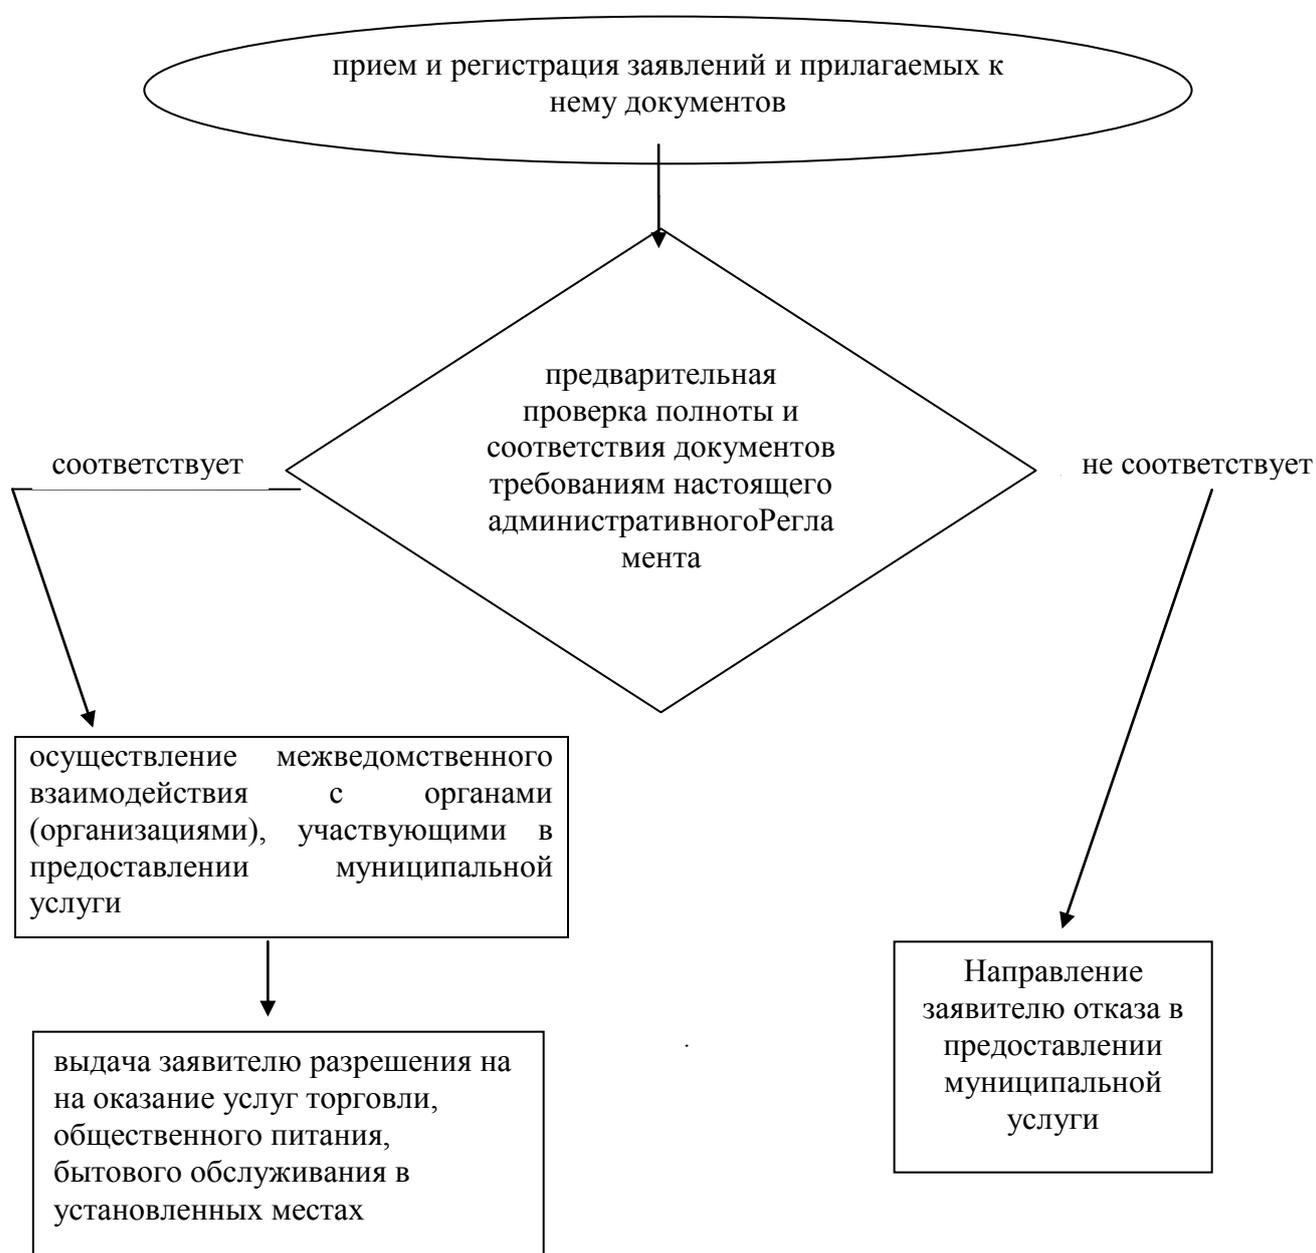 прием и регистрация заявлений и прилагаемых к
нему документов
предварительная
проверка полноты и
соответствия документов
требованиям настоящего
административногоРегла
мента
соответствует
не соответствует
осуществление межведомственного
взаимодействия с органами
(организациями), участвующими в
предоставлении муниципальной
услуги
выдача заявителю разрешения на
на оказание услуг торговли,
общественного питания,
бытового обслуживания в
установленных местах
Направление
заявителю отказа в
предоставлении
муниципальной
услуги